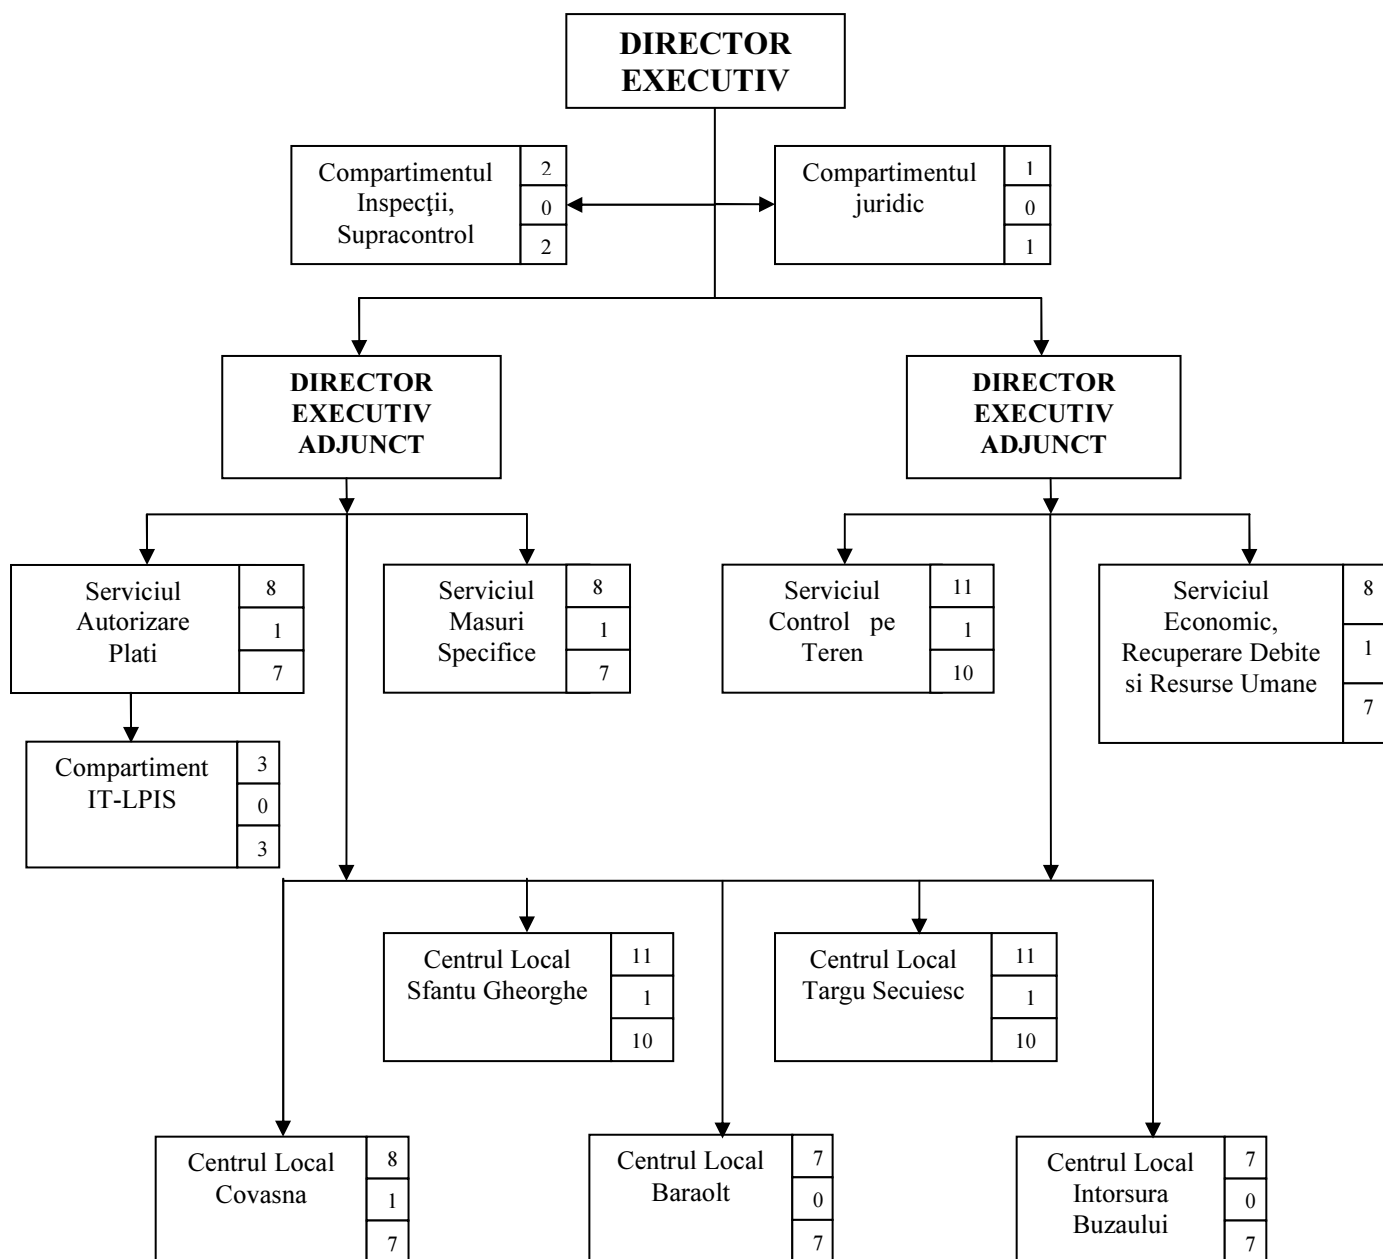 DIRECTOR
EXECUTIV
Compartimentul
Inspecţii,
Supracontrol
2
0
2
Compartimentul
juridic
1
0
1
DIRECTOR
EXECUTIV
ADJUNCT
DIRECTOR
EXECUTIV
ADJUNCT
Serviciul
Autorizare
Plati
8
1
7
Serviciul
Masuri
Specifice
8
1
7
Serviciul
Control pe
Teren
11
1
10
Serviciul
Economic,
Recuperare Debite
si Resurse Umane
8
1
7
Compartiment
IT-LPIS
3
0
3
Centrul Local
Sfantu Gheorghe
11
1
10
Centrul Local
Targu Secuiesc
11
1
10
Centrul Local
Covasna
8
1
7
Centrul Local
Baraolt
7
0
7
Centrul Local
Intorsura
Buzaului
7
0
7